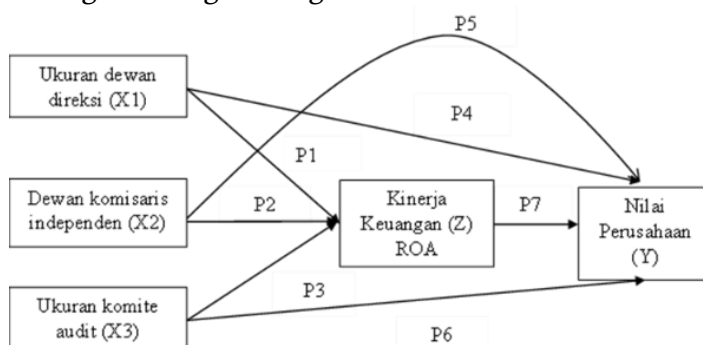 P5
Ukuran dewan
direksi (X1)
P4
P1
Dewan komisaris
independen (X2)
P2
Kinerja
Keuangan (Z)
ROA
P7
Nilai
Perusahaan
(Y)
P3
Ukuran komite
audit (X3)
P6